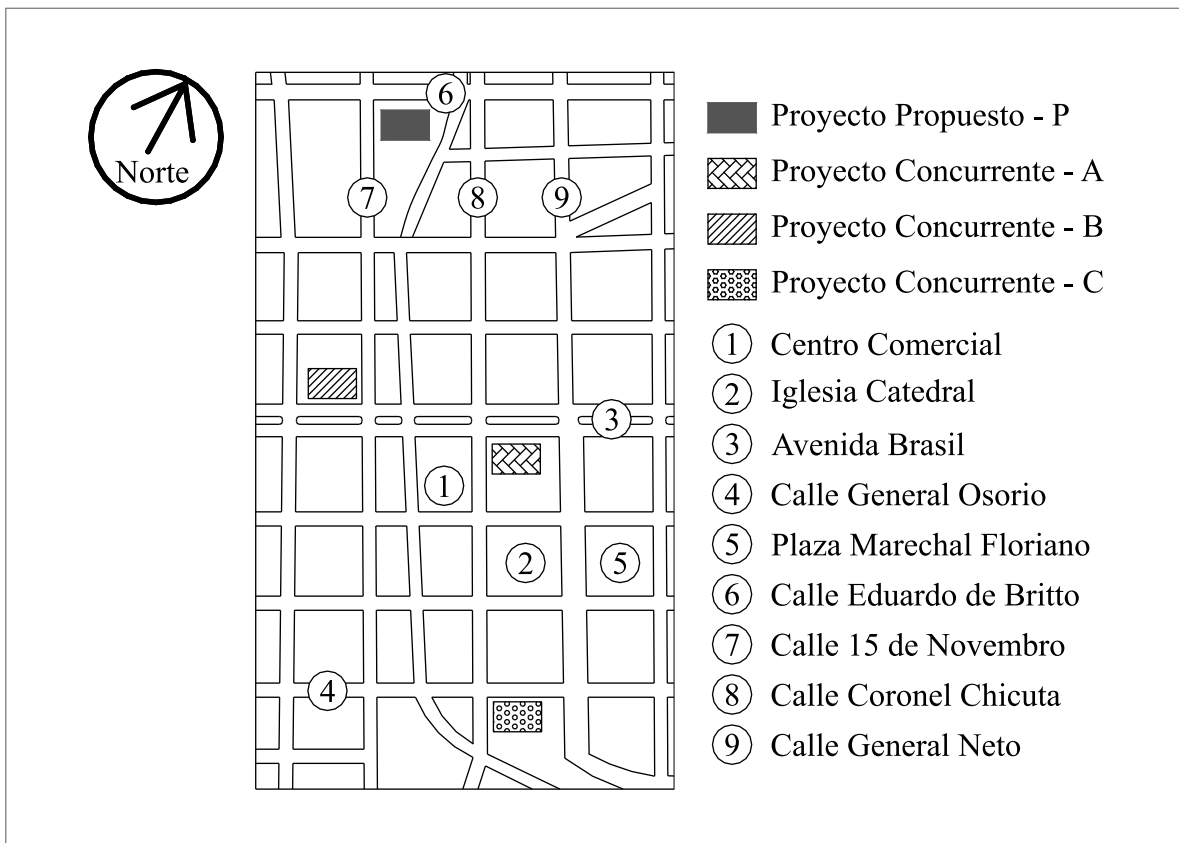 Norte
6
7
8
9
3
1
2
5
4
Proyecto Propuesto - P
Proyecto Concurrente - A
Proyecto Concurrente - B
Proyecto Concurrente - C
1 Centro Comercial
2 Iglesia Catedral
3 Avenida Brasil
4 Calle General Osorio
5 Plaza Marechal Floriano
6 Calle Eduardo de Britto
7 Calle 15 de Novembro
8 Calle Coronel Chicuta
9 Calle General Neto